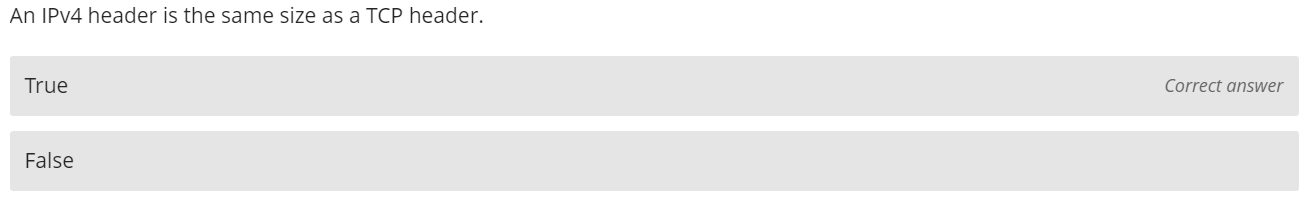 An IPv4 header is the same size as a TCP header.
True
Correct answer
False